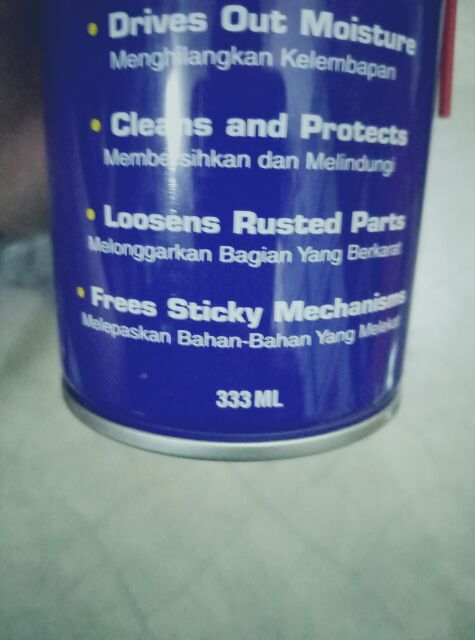 • Drives Out Moisture
Menghilangkan Kelembapan
• Cleans and Protects
Membersihkan dan Melindungi
• Loosens Rusted Parts
Melonggarkan Bagian Yang Berkarat
• Frees Sticky Mechanisms
Melepaskan Bahan-Bahan Yang Melekat
333 ML